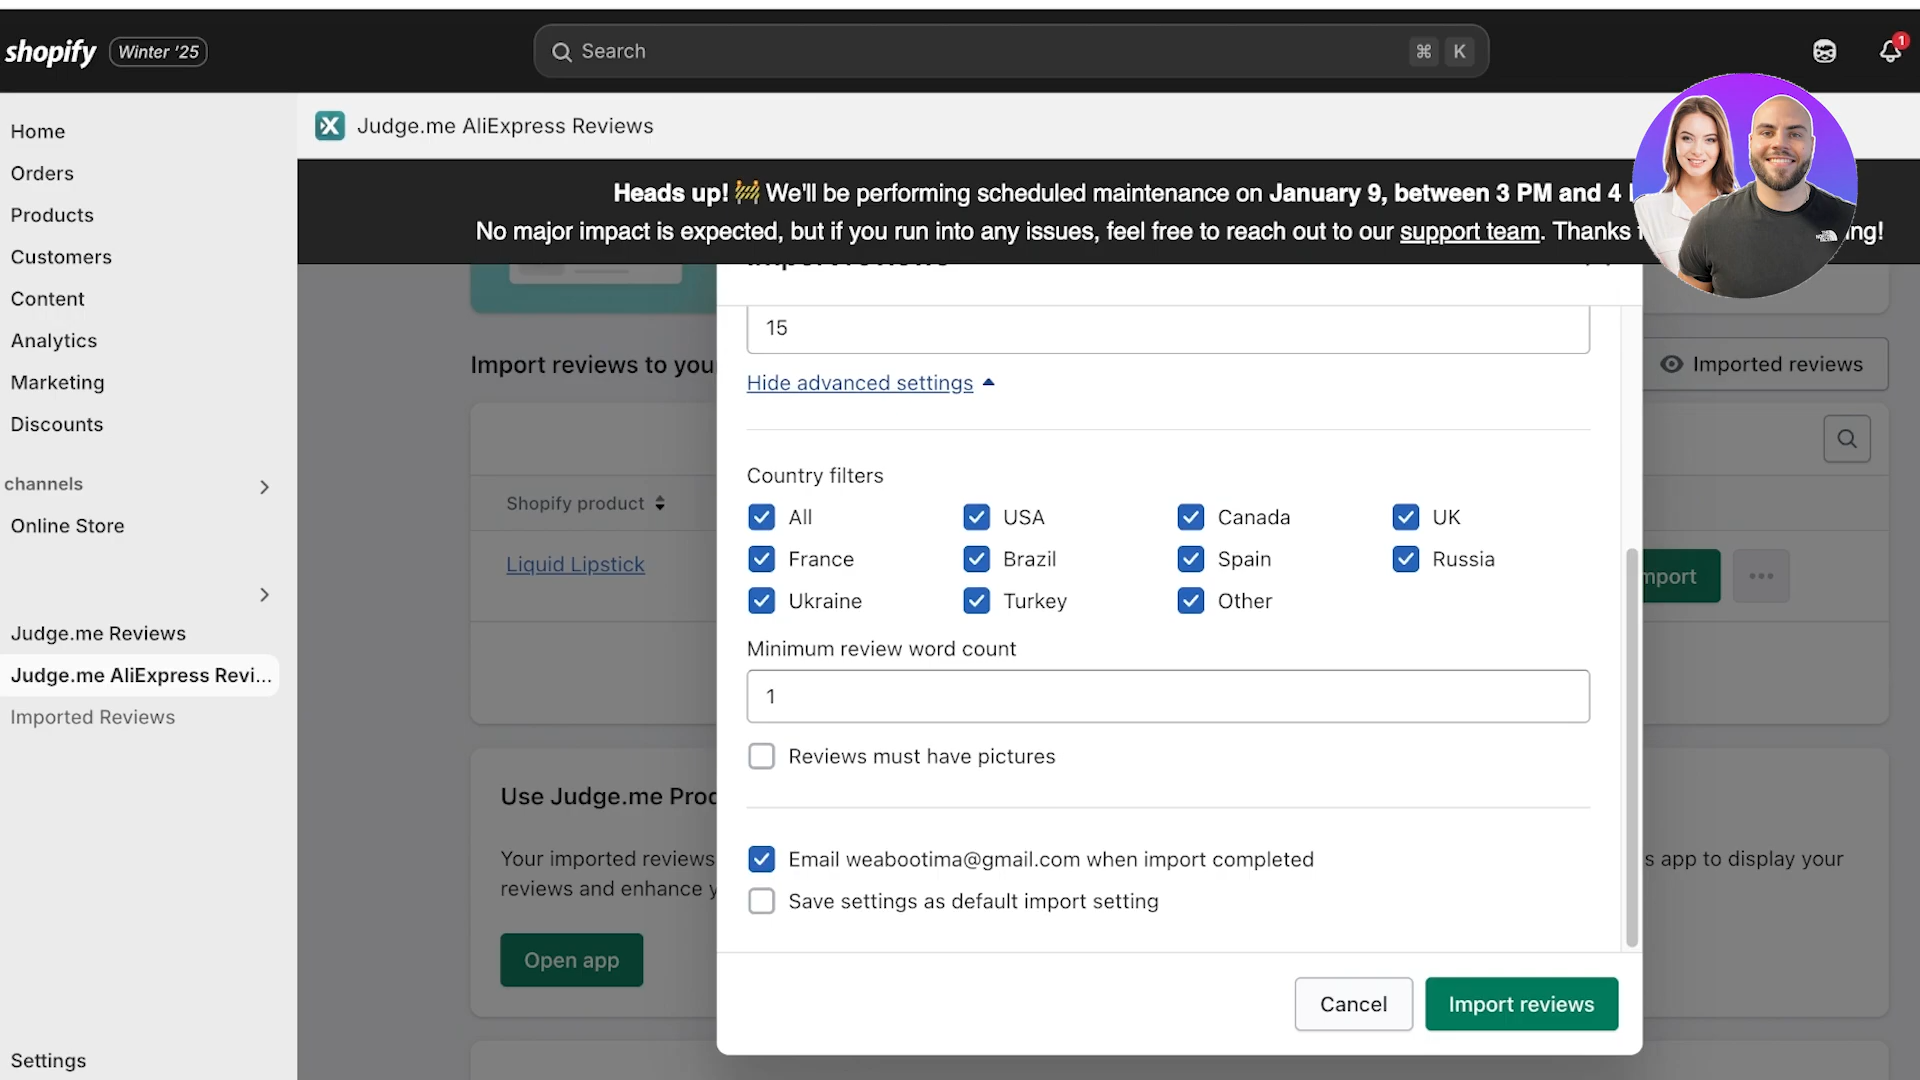 shopify Winter '25
Search ⌘ K
1
Home
Orders
Products
Customers
Content
Analytics
Marketing
Discounts
channels
Online Store
Judge.me Reviews
Judge.me AliExpress Revi...
Imported Reviews
Settings
Judge.me AliExpress Reviews
Heads up! 🚧 We'll be performing scheduled maintenance on January 9, between 3 PM and 4
No major impact is expected, but if you run into any issues, feel free to reach out to our support team. Thanks
Import reviews to you
Imported reviews
Shopify product
Liquid Lipstick
mport
...
Use Judge.me Pro
Your imported reviews
s app to display your
reviews and enhance
Open app
15
Hide advanced settings
Country filters
All USA Canada UK
France Brazil Spain Russia
Ukraine Turkey Other
Minimum review word count
1
Reviews must have pictures
Email weabootima@gmail.com when import completed
Save settings as default import setting
Cancel Import reviews